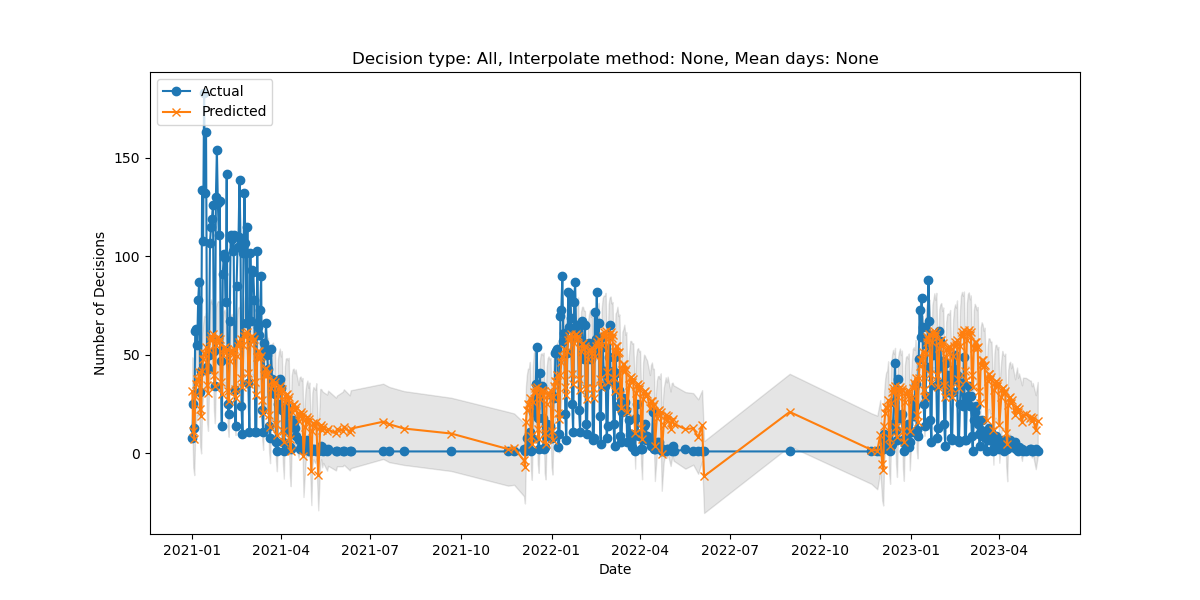 Decision type: All, Interpolate method: None, Mean days: None
Actual
Predicted
150
100
50
0
Number of Decisions
2021-01 2021-04 2021-07 2021-10 2022-01 2022-04 2022-07 2022-10 2023-01 2023-04
Date